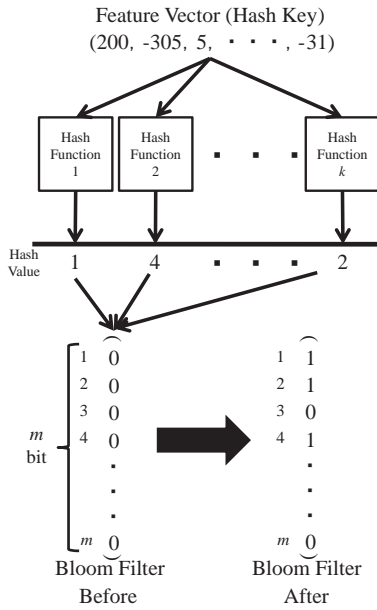 Feature Vector (Hash Key)
(200, -305, 5, · · · , -31)
Hash Function 1
Hash Function 2
· · ·
Hash Function k
Hash Value
1 4 · · · 2
m bit
1 0
2 0
3 0
4 0
·
·
·
m 0
Bloom Filter Before
1 1
2 1
3 0
4 1
·
·
·
m 0
Bloom Filter After